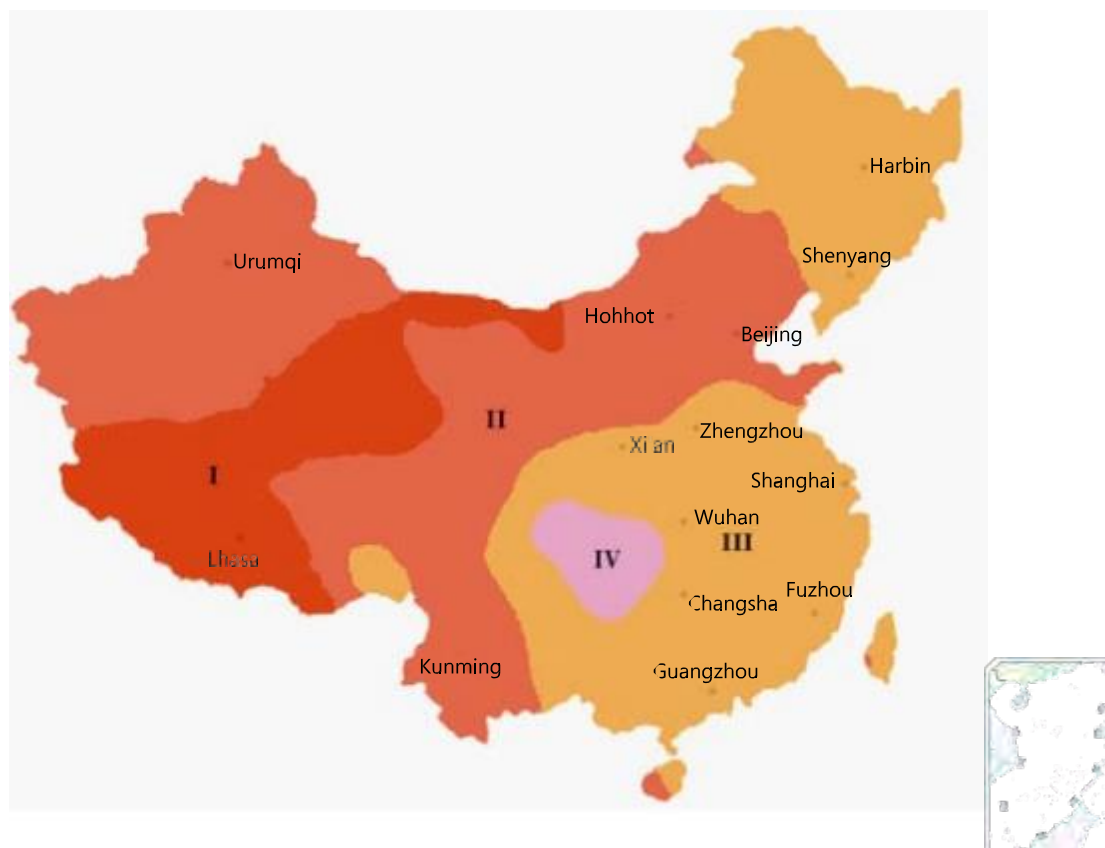 Harbin
Shenyang
Urumqi
Hohhot
Beijing
II
Zhengzhou
Xi an
I
Shanghai
Wuhan
III
Lhasa
IV
Fuzhou
Changsha
Kunming
Guangzhou